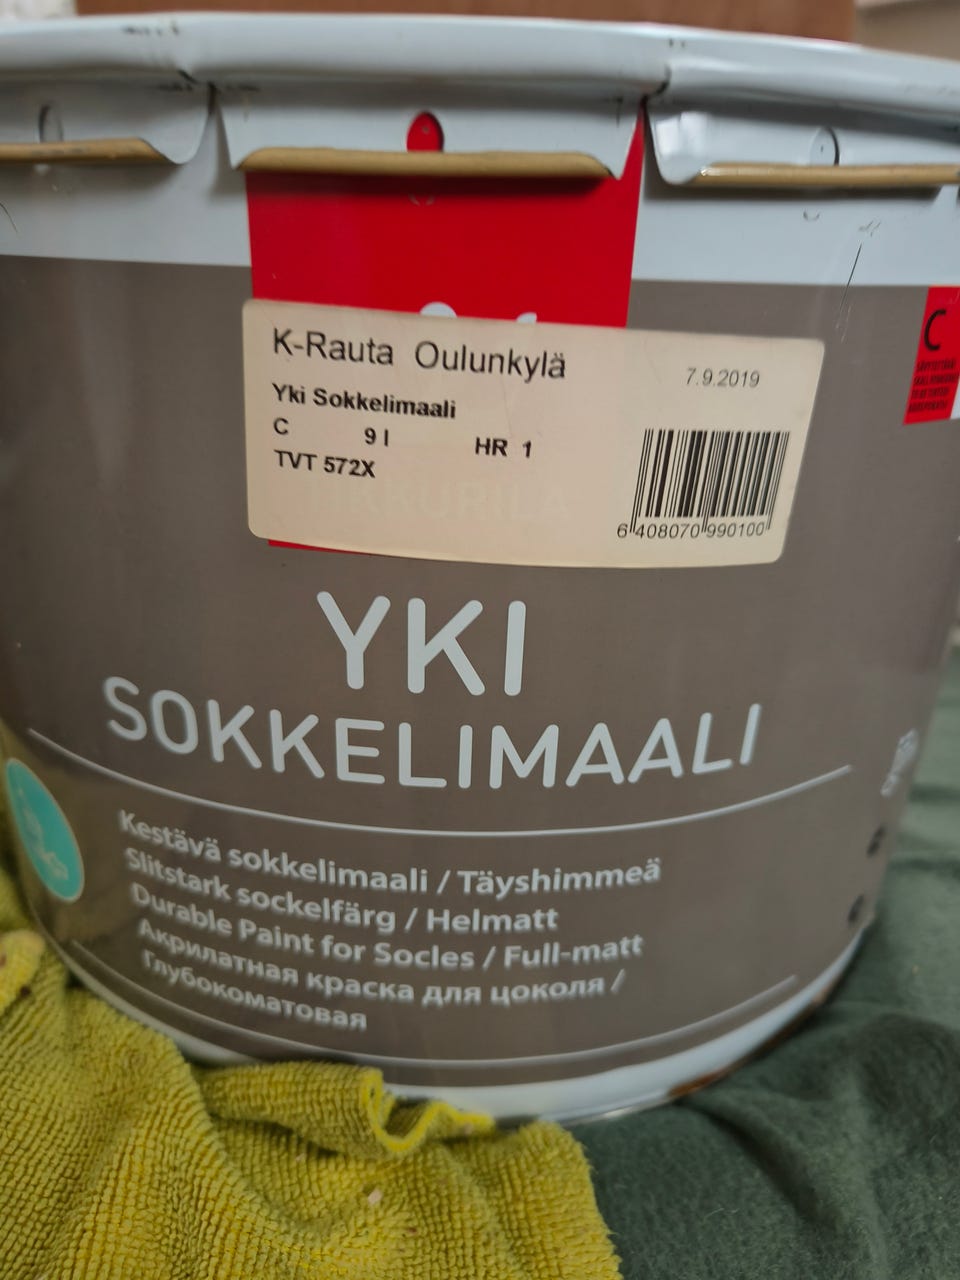 K-Rauta Oulunkylä
7.9.2019
Yki Sokkelimaali
C 9 l HR 1
TVT 572X
TIKKURILA
6 408070 990100
C
YKI
SOKKELIMAALI
Kestävä sokkelimaali / Täyshimmeä
Slitstark sockelfärg / Helmatt
Durable Paint for Socles / Full-matt
Акрилатная краска для цоколя /
Глубокоматовая